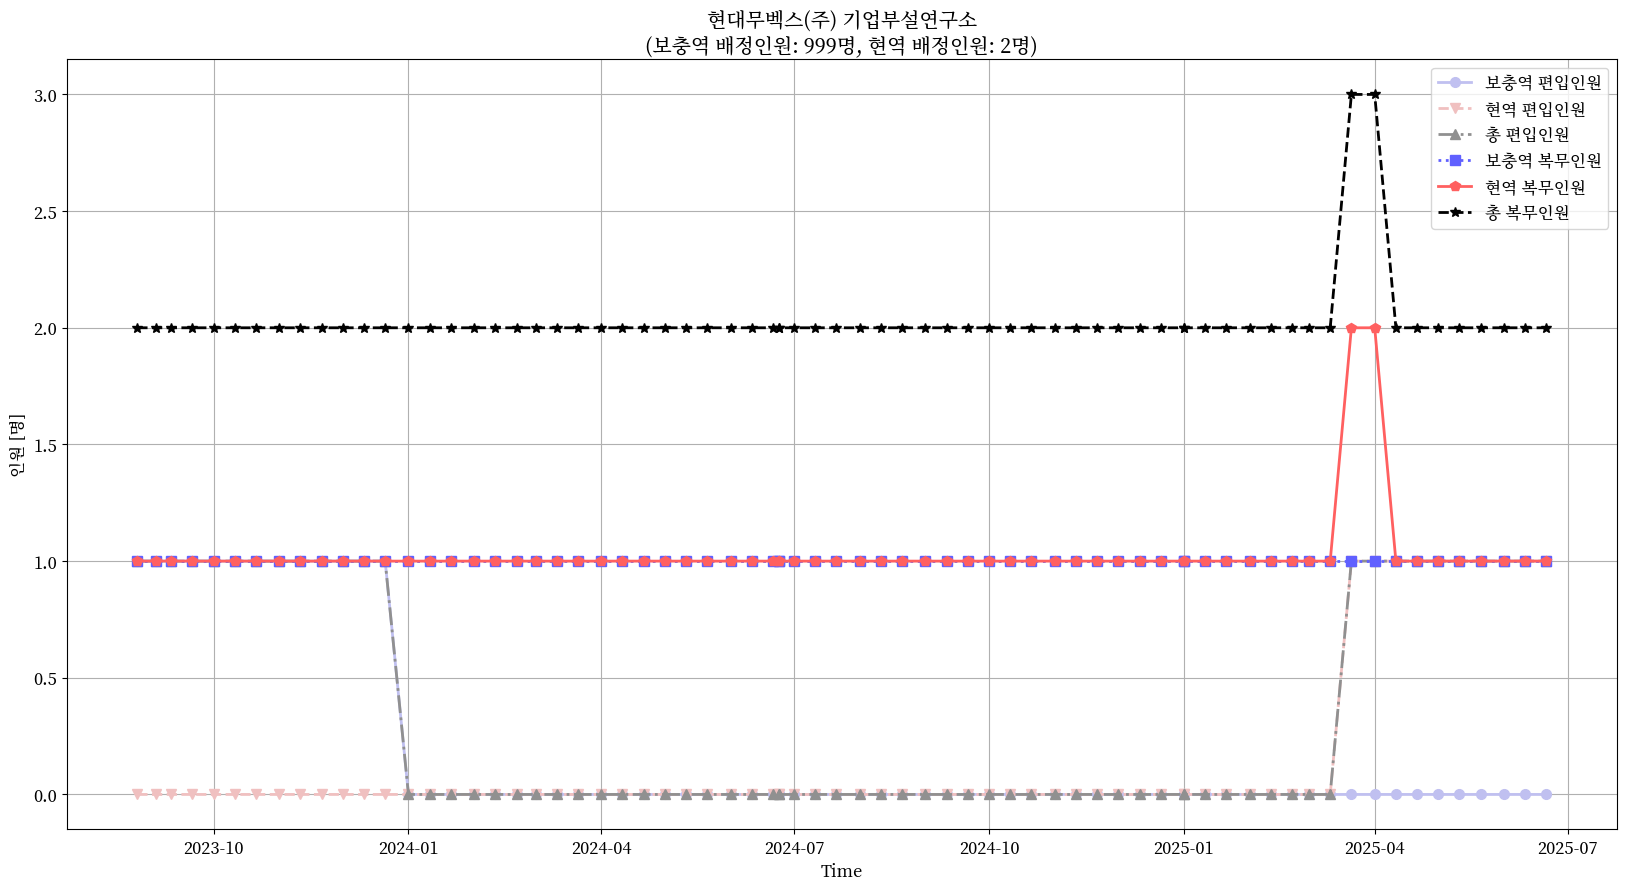 현대무벡스(주) 기업부설연구소
(보충역 배정인원: 999명, 현역 배정인원: 2명)
보충역 편입인원
현역 편입인원
총 편입인원
보충역 복무인원
현역 복무인원
총 복무인원
3.0
2.5
2.0
1.5
1.0
0.5
0.0
인원 [명]
2023-10
2024-01
2024-04
2024-07
2024-10
2025-01
2025-04
2025-07
Time